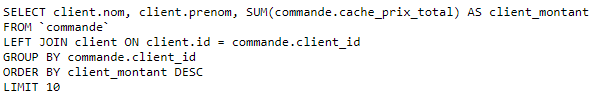 SELECT client.nom, client.prenom, SUM(commande.cache_prix_total) AS client_montant
FROM `commande`
LEFT JOIN client ON client.id = commande.client_id
GROUP BY commande.client_id
ORDER BY client_montant DESC
LIMIT 10